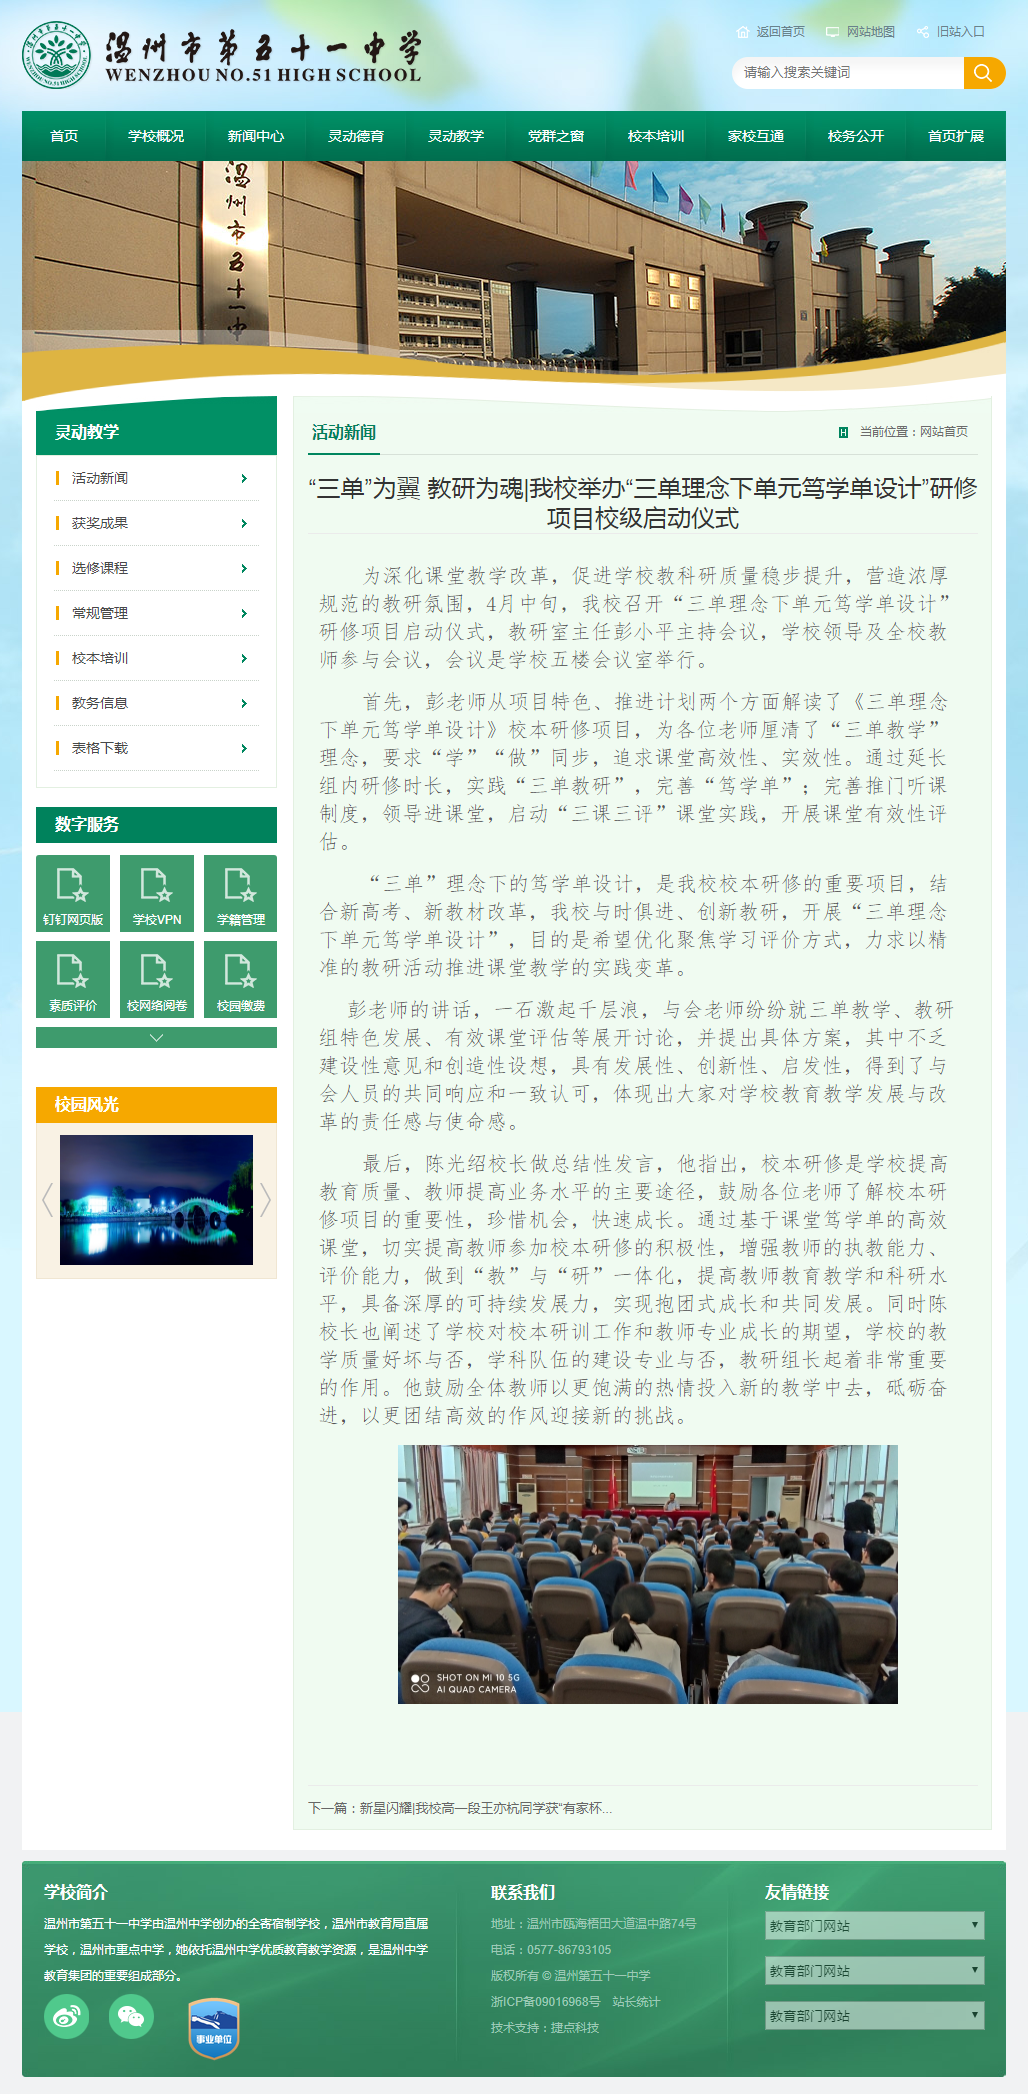 温州市第五十一中学
WENZHOU NO.51 HIGH SCHOOL
返回首页 网站地图 旧站入口
请输入搜索关键词
首页 学校概况 新闻中心 灵动德育 灵动教学 党群之窗 校本培训 家校互通 校务公开 首页扩展
温州市五十一中
灵动教学
活动新闻
获奖成果
选修课程
常规管理
校本培训
教务信息
表格下载
数字服务
钉钉网页版 学校VPN 学籍管理
素质评价 校网络阅卷 校园缴费
校园风光
活动新闻
当前位置：网站首页
“三单”为翼 教研为魂|我校举办“三单理念下单元笃学单设计”研修
项目校级启动仪式
为深化课堂教学改革，促进学校教科研质量稳步提升，营造浓厚
规范的教研氛围，4月中旬，我校召开“三单理念下单元笃学单设计”
研修项目启动仪式，教研室主任彭小平主持会议，学校领导及全校教
师参与会议，会议是学校五楼会议室举行。
首先，彭老师从项目特色、推进计划两个方面解读了《三单理念
下单元笃学单设计》校本研修项目，为各位老师厘清了“三单教学”
理念，要求“学”“做”同步，追求课堂高效性、实效性。通过延长
组内研修时长，实践“三单教研”，完善“笃学单”；完善推门听课
制度，领导进课堂，启动“三课三评”课堂实践，开展课堂有效性评
估。
“三单”理念下的笃学单设计，是我校校本研修的重要项目，结
合新高考、新教材改革，我校与时俱进、创新教研，开展“三单理念
下单元笃学单设计”，目的是希望优化聚焦学习评价方式，力求以精
准的教研活动推进课堂教学的实践变革。
彭老师的讲话，一石激起千层浪，与会老师纷纷就三单教学、教研
组特色发展、有效课堂评估等展开讨论，并提出具体方案，其中不乏
建设性意见和创造性设想，具有发展性、创新性、启发性，得到了与
会人员的共同响应和一致认可，体现出大家对学校教育教学发展与改
革的责任感与使命感。
最后，陈光绍校长做总结性发言，他指出，校本研修是学校提高
教育质量、教师提高业务水平的主要途径，鼓励各位老师了解校本研
修项目的重要性，珍惜机会，快速成长。通过基于课堂笃学单的高效
课堂，切实提高教师参加校本研修的积极性，增强教师的执教能力、
评价能力，做到“教”与“研”一体化，提高教师教育教学和科研水
平，具备深厚的可持续发展力，实现抱团式成长和共同发展。同时陈
校长也阐述了学校对校本研训工作和教师专业成长的期望，学校的教
学质量好坏与否，学科队伍的建设专业与否，教研组长起着非常重要
的作用。他鼓励全体教师以更饱满的热情投入新的教学中去，砥砺奋
进，以更团结高效的作风迎接新的挑战。
SHOT ON MI 10 5G
AI QUAD CAMERA
下一篇：新星闪耀|我校高一段王亦杭同学获“有家杯...
学校简介
温州市第五十一中学由温州中学创办的全寄宿制学校，温州市教育局直属
学校，温州市重点中学，她依托温州中学优质教育教学资源，是温州中学
教育集团的重要组成部分。
事业单位
联系我们
地址：温州市瓯海梧田大道温中路74号
电话：0577-86793105
版权所有 © 温州第五十一中学
浙ICP备09016968号 站长统计
技术支持：捷点科技
友情链接
教育部门网站
教育部门网站
教育部门网站